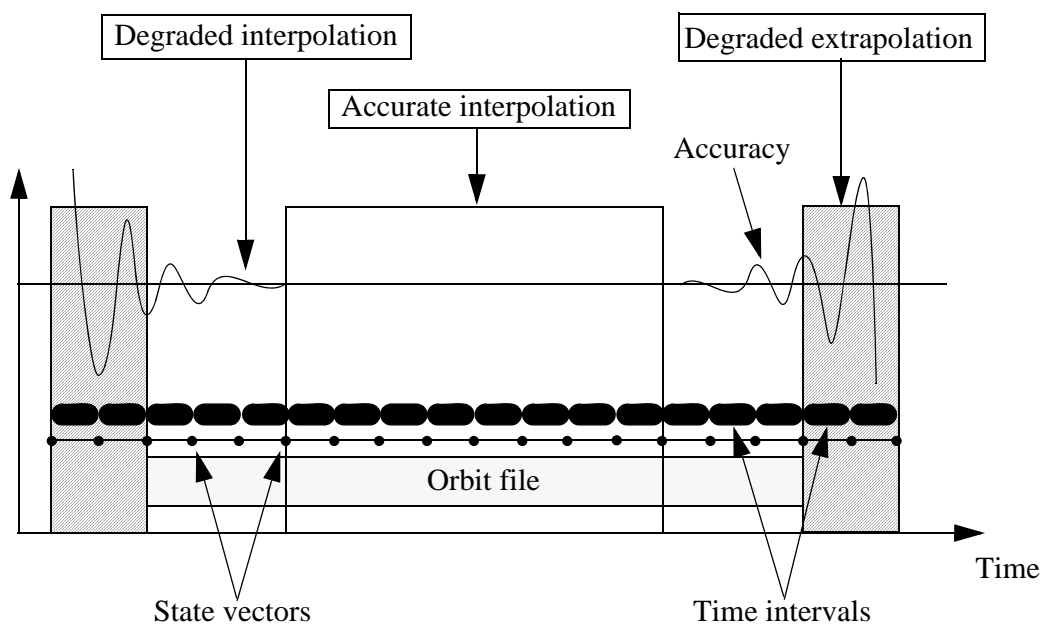 Degraded interpolation
Degraded extrapolation
Accurate interpolation
Accuracy
Orbit file
Time
State vectors
Time intervals